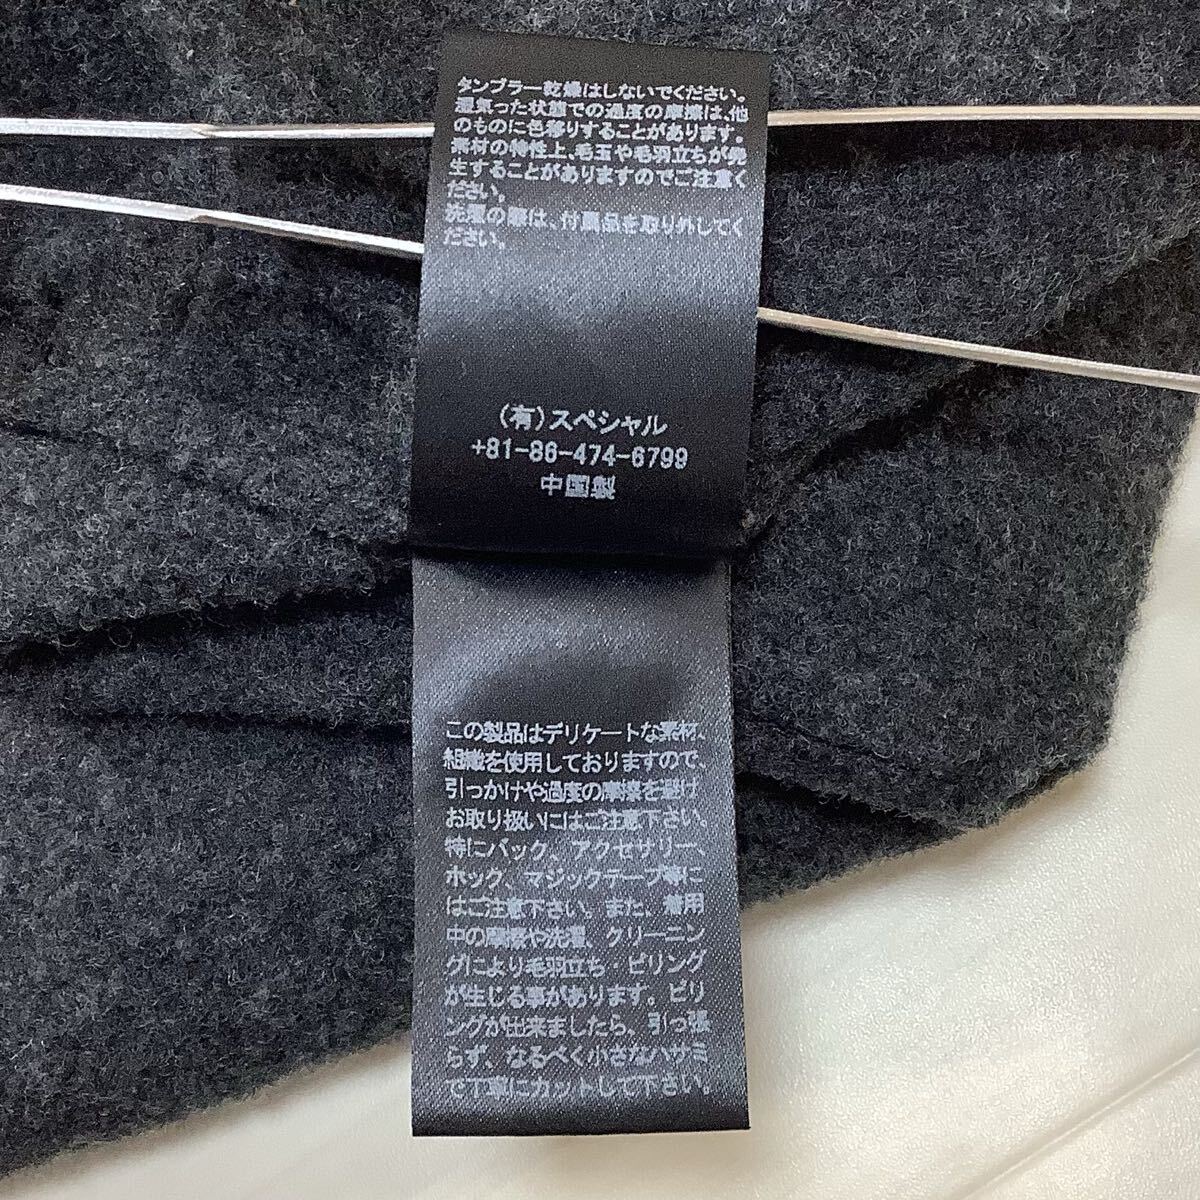 タンブラー乾燥はしないでください。
湿気った状態での過度の摩擦は、他
のものに色移りすることがあります。
素材の特性上、毛玉や毛羽立ちが発
生することがありますのでご注意く
ださい。
洗濯の際は、付属品を取り外してく
ださい。
(有)スペシャル
+81-86-474-6799
中国製
この製品はデリケートな素材、
組織を使用しておりますので、
引っかけや過度の摩擦を避け
お取り扱いにはご注意下さい。
特にバック、アクセサリー、
ホック、マジックテープ等に
はご注意下さい。また、着用
中の摩擦や洗濯、クリーニン
グにより毛羽立ち・ピリング
が生じる事があります。ピリ
ングが出来ましたら、引っ張
らず、なるべく小さなハサミ
で丁寧にカットして下さい。